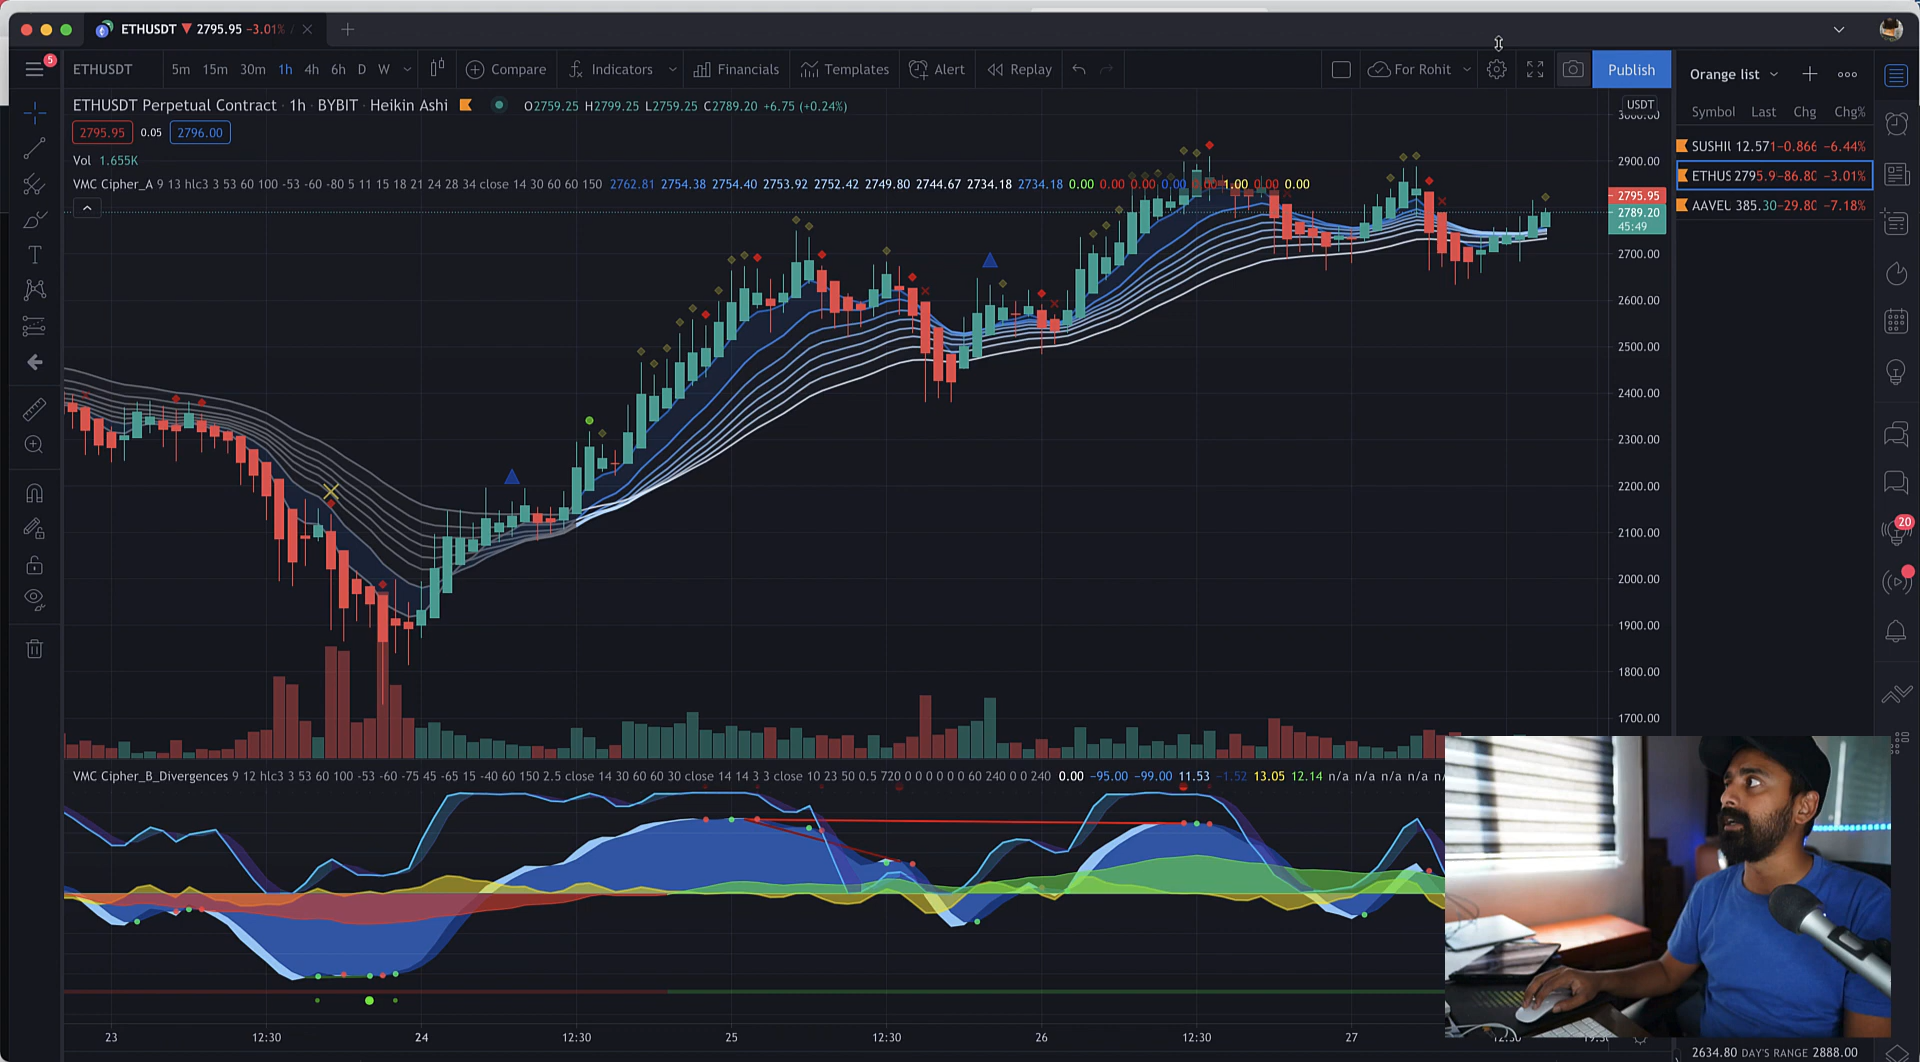 ETHUSDT ▼ 2795.95 −3.01% /
5
ETHUSDT 5m 15m 30m 1h 4h 6h D W Compare Indicators Financials Templates Alert Replay For Rohit Publish
Orange list
Symbol Last Chg Chg%
SUSHIU 12.571 −0.866 −6.44%
ETHUS 2795.9 −86.80 −3.01%
AAVEU 385.30 −29.80 −7.18%
ETHUSDT Perpetual Contract · 1h · BYBIT · Heikin Ashi O2759.25 H2799.25 L2759.25 C2789.20 +6.75 (+0.24%)
2795.95 0.05 2796.00
Vol 1.655K
VMC Cipher_A 9 13 hlc3 3 53 60 100 -53 -60 -80 5 11 15 18 21 24 28 34 close 14 30 60 60 150 2762.81 2754.38 2754.40 2753.92 2752.42 2749.80 2744.67 2734.18 2734.18 0.00 0.00 0.00 0.00 0.00 1.00 0.00 0.00
USDT
3000.00
2900.00
2795.95
2789.20
45:49
2700.00
2600.00
2500.00
2400.00
2300.00
2200.00
2100.00
2000.00
1900.00
1800.00
1700.00
20
VMC Cipher_B_Divergences 9 12 hlc3 3 53 60 100 -53 -60 -75 45 -65 15 -40 60 150 2.5 close 14 30 60 60 30 close 14 14 3 3 close 10 23 50 0.5 720 0 0 0 0 0 0 60 240 0 0 240 0.00 −95.00 −99.00 11.53 −1.52 13.05 12.14 n/a n/a n/a n/a n/
23 12:30 24 12:30 25 12:30 26 12:30 27
2634.80 DAY'S RANGE 2888.00